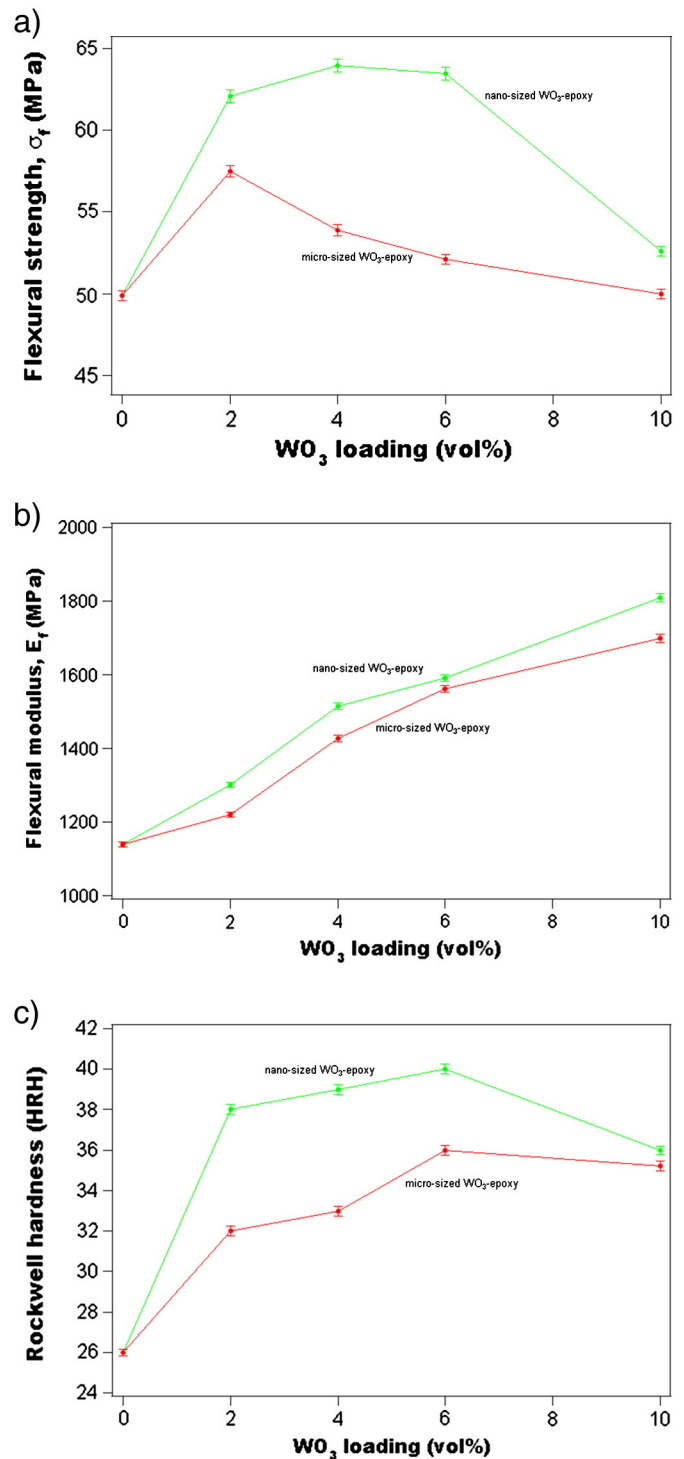 a)
Flexural strength, σf (MPa)
65
60
55
50
45
nano-sized WO3-epoxy
micro-sized WO3-epoxy
0 2 4 6 8 10
W03 loading (vol%)
b)
Flexural modulus, Ef (MPa)
2000
1800
1600
1400
1200
1000
nano-sized WO3-epoxy
micro-sized WO3-epoxy
0 2 4 6 8 10
W03 loading (vol%)
c)
Rockwell hardness (HRH)
42
40
38
36
34
32
30
28
26
24
nano-sized WO3-epoxy
micro-sized WO3-epoxy
0 2 4 6 8 10
W03 loading (vol%)